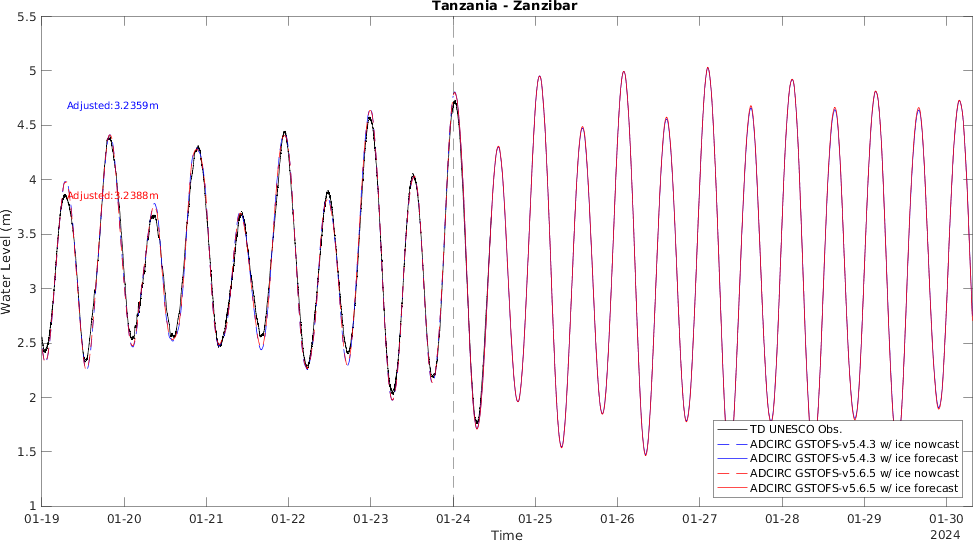 Tanzania - Zanzibar
5.5
5
4.5
4
3.5
3
2.5
2
1.5
1
Water Level (m)
Adjusted:3.2359m
Adjusted:3.2388m
TD UNESCO Obs.
ADCIRC GSTOFS-v5.4.3 w/ ice nowcast
ADCIRC GSTOFS-v5.4.3 w/ ice forecast
ADCIRC GSTOFS-v5.6.5 w/ ice nowcast
ADCIRC GSTOFS-v5.6.5 w/ ice forecast
01-19 01-20 01-21 01-22 01-23 01-24 01-25 01-26 01-27 01-28 01-29 01-30
Time
2024